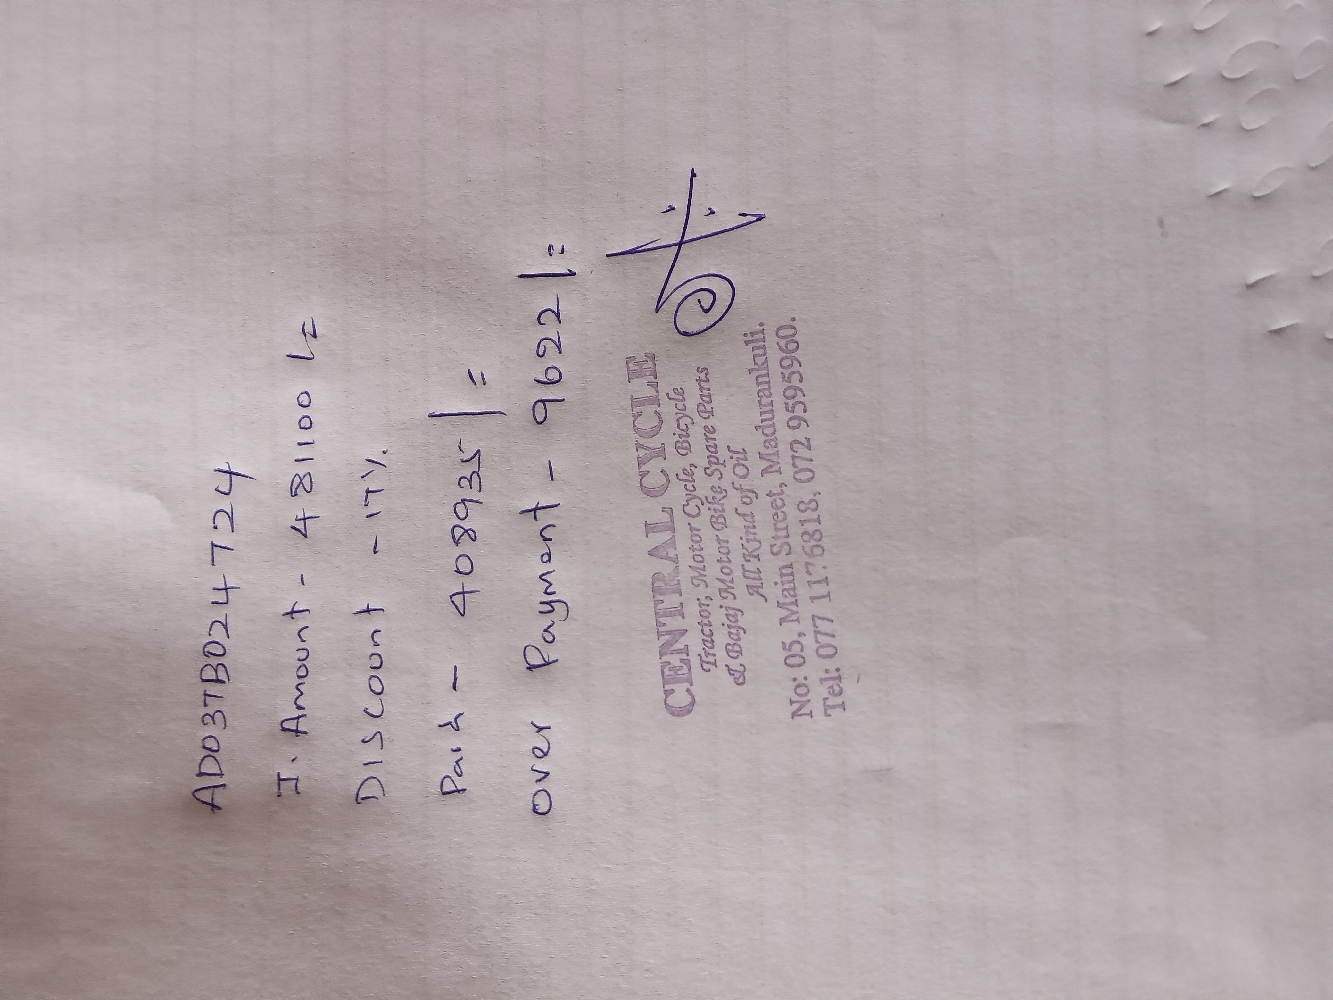 AD037B024724
I. Amount - 481100/=
Discount - 17%
Paid - 408935/=
Over Payment - 9622/=
CENTRAL CYCLE
Tractor, Motor Cycle, Bicycle
& Bajaj Motor Bike Spare Parts
All Kind of Oil
No: 05, Main Street, Madurankuli.
Tel: 077 1176818, 072 9595960.